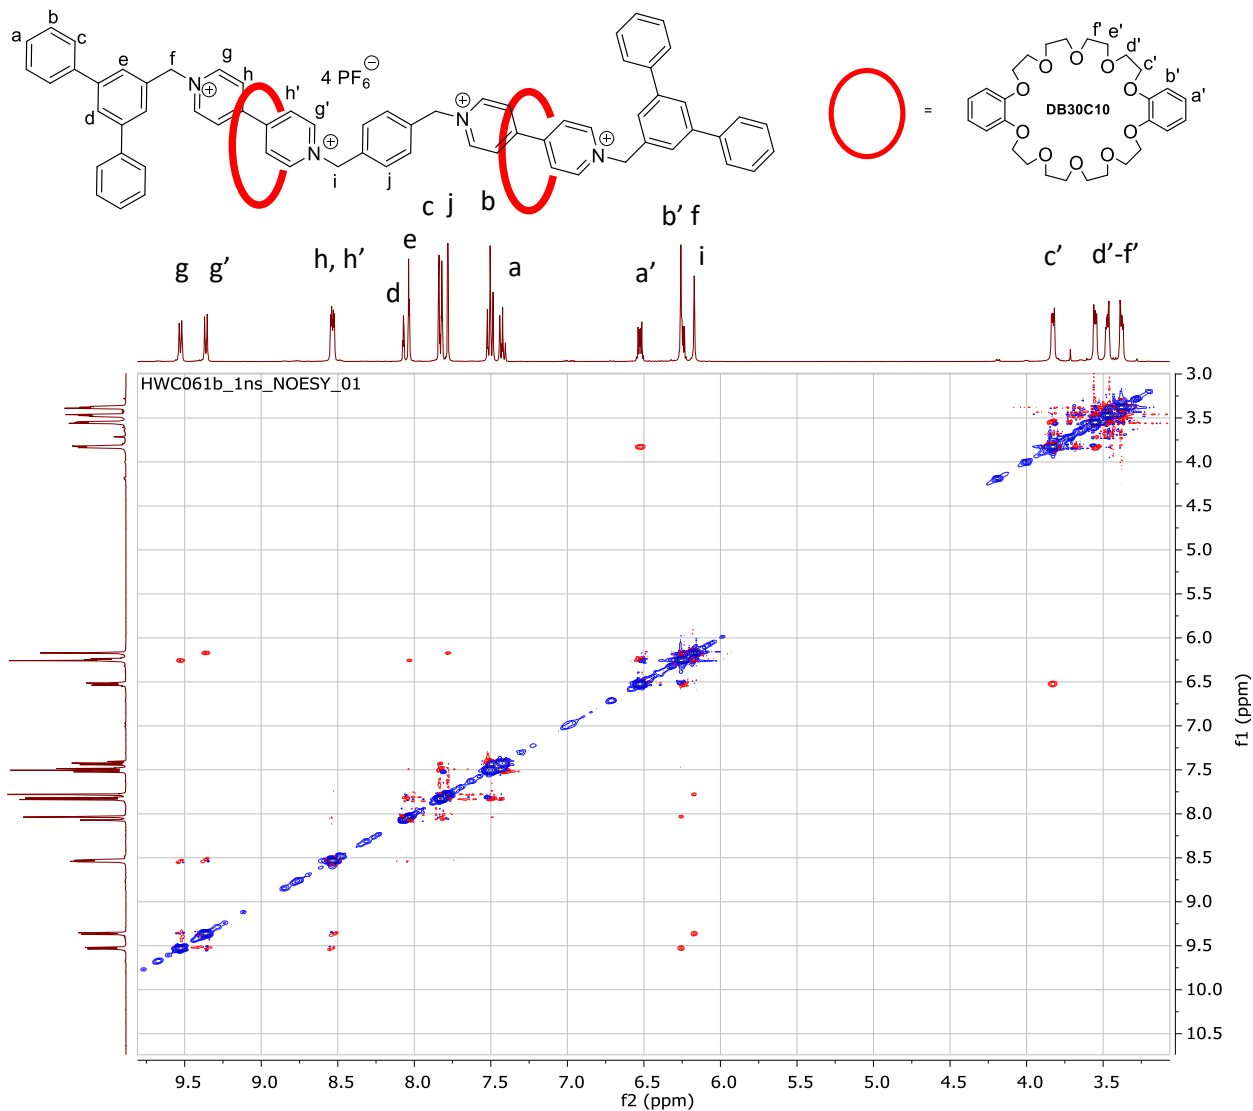 b
a
c
e
f
g
N
+
h
d
4 PF6⊖
h'
g'
N
+
i
j
N
+
+
N
=
f'
e'
d'
c'
b'
a'
O
O
O
O
O
DB30C10
O
O
O
O
O
g
g'
h, h'
d
e
c
j
b
a
a'
b' f
i
c'
d'-f'
HWC061b_1ns_NOESY_01
3.0
3.5
4.0
4.5
5.0
5.5
6.0
6.5
7.0
7.5
8.0
8.5
9.0
9.5
10.0
10.5
f1 (ppm)
9.5 9.0 8.5 8.0 7.5 7.0 6.5 6.0 5.5 5.0 4.5 4.0 3.5
f2 (ppm)